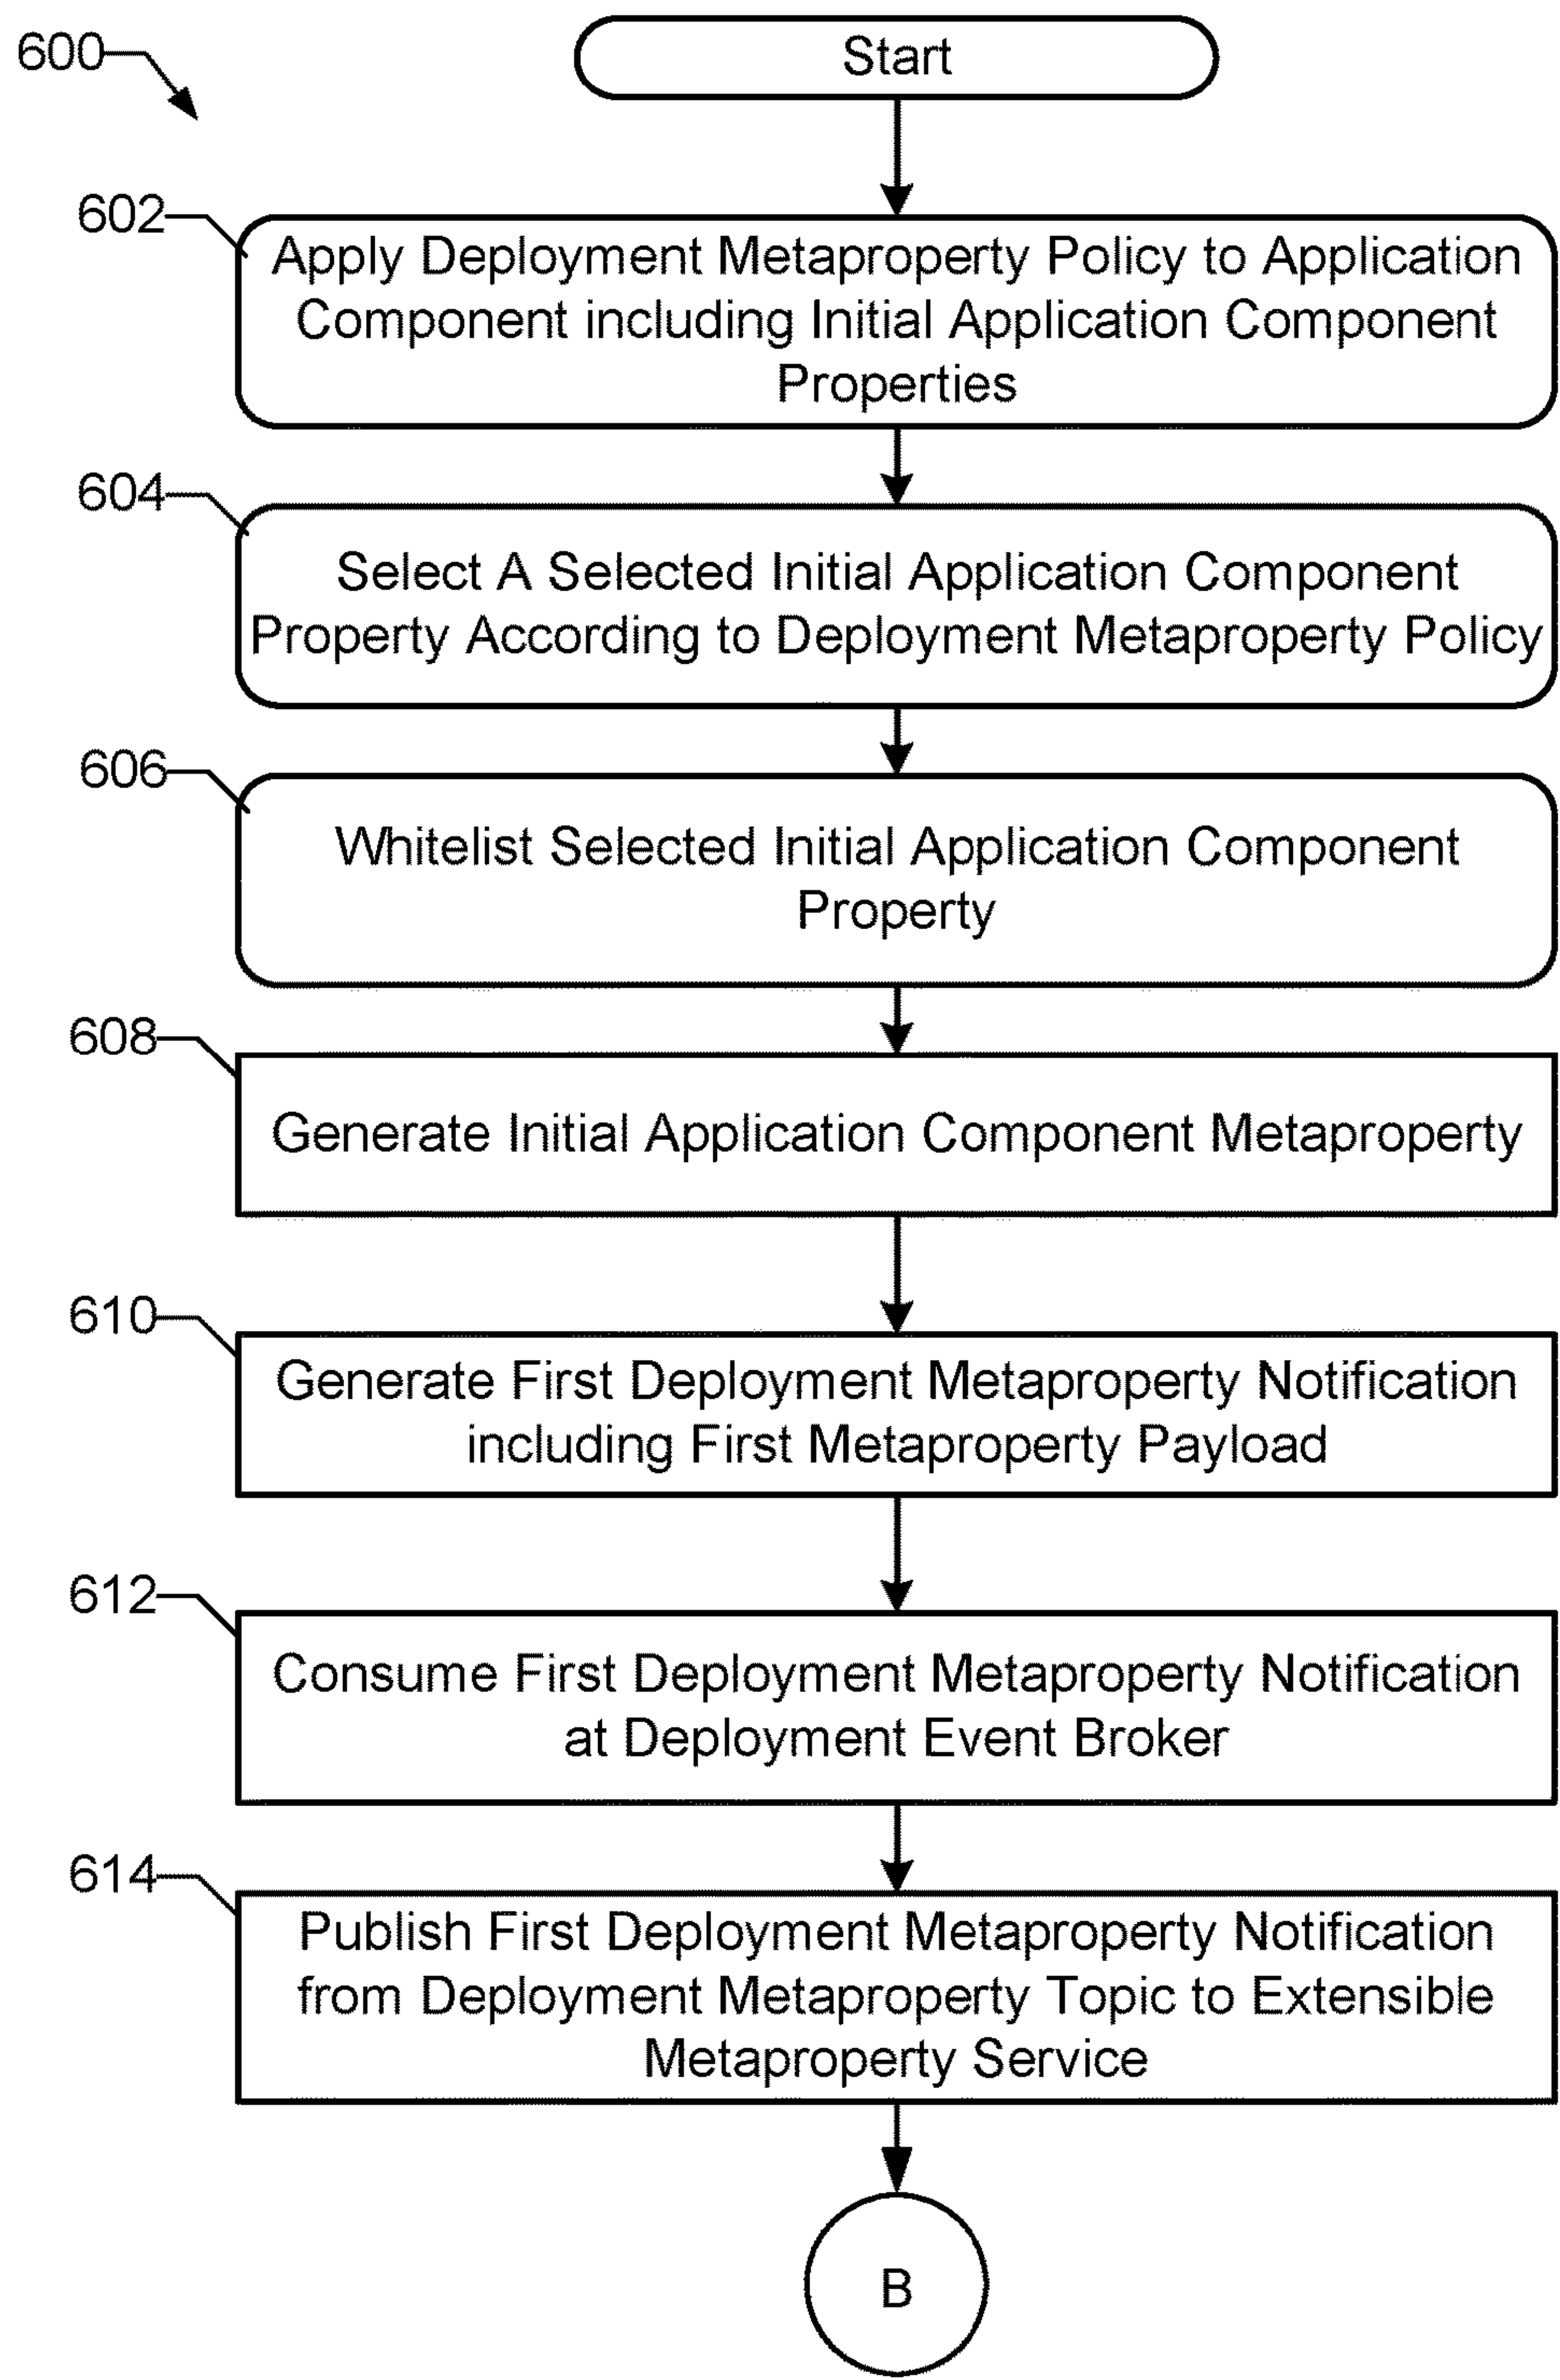 600
Start
602
Apply Deployment Metaproperty Policy to Application
Component including Initial Application Component
Properties
604
Select A Selected Initial Application Component
Property According to Deployment Metaproperty Policy
606
Whitelist Selected Initial Application Component
Property
608
Generate Initial Application Component Metaproperty
610
Generate First Deployment Metaproperty Notification
including First Metaproperty Payload
612
Consume First Deployment Metaproperty Notification
at Deployment Event Broker
614
Publish First Deployment Metaproperty Notification
from Deployment Metaproperty Topic to Extensible
Metaproperty Service
B